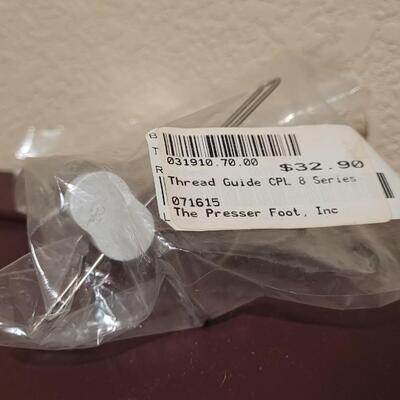 B
T
R
I
L
031910.70.00
$32.90
Thread Guide CPL 8 Series
071615
The Presser Foot, Inc